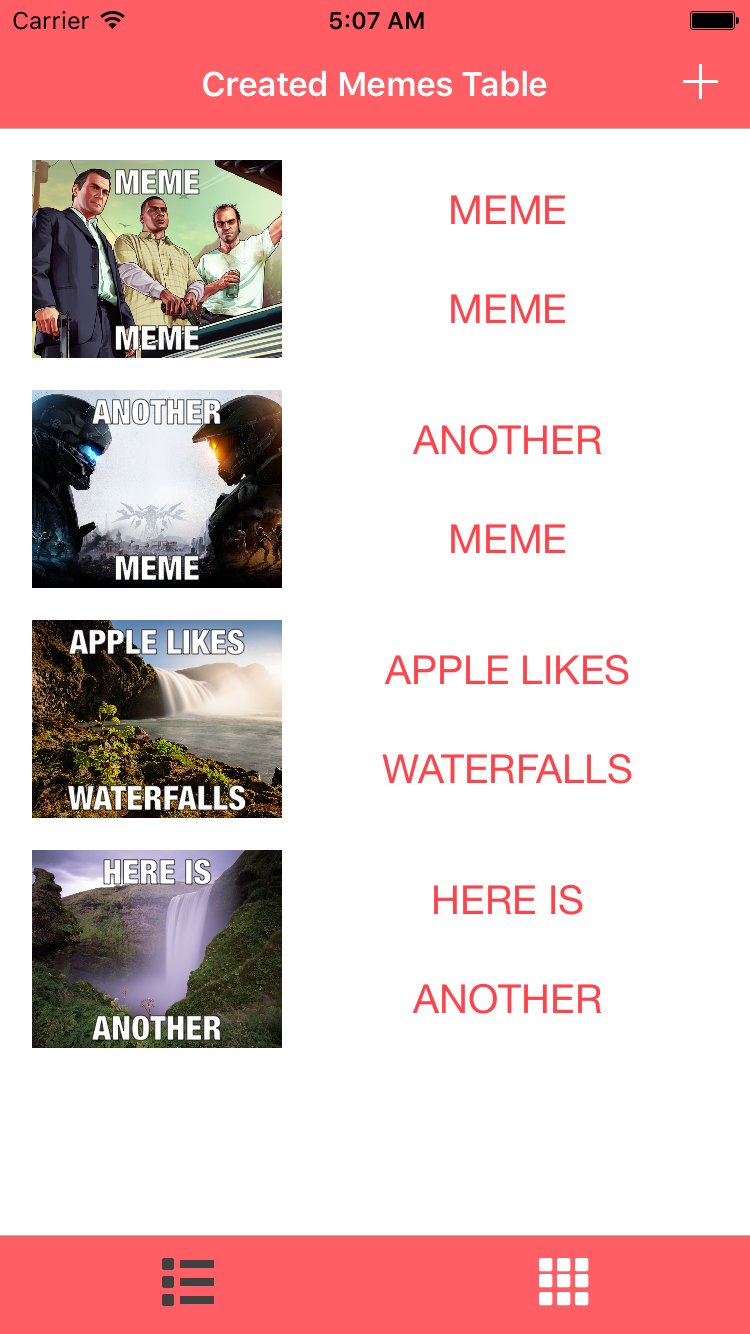 Carrier 5:07 AM
Created Memes Table
MEME
MEME
MEME
MEME
ANOTHER
MEME
ANOTHER
MEME
APPLE LIKES
WATERFALLS
APPLE LIKES
WATERFALLS
HERE IS
ANOTHER
HERE IS
ANOTHER